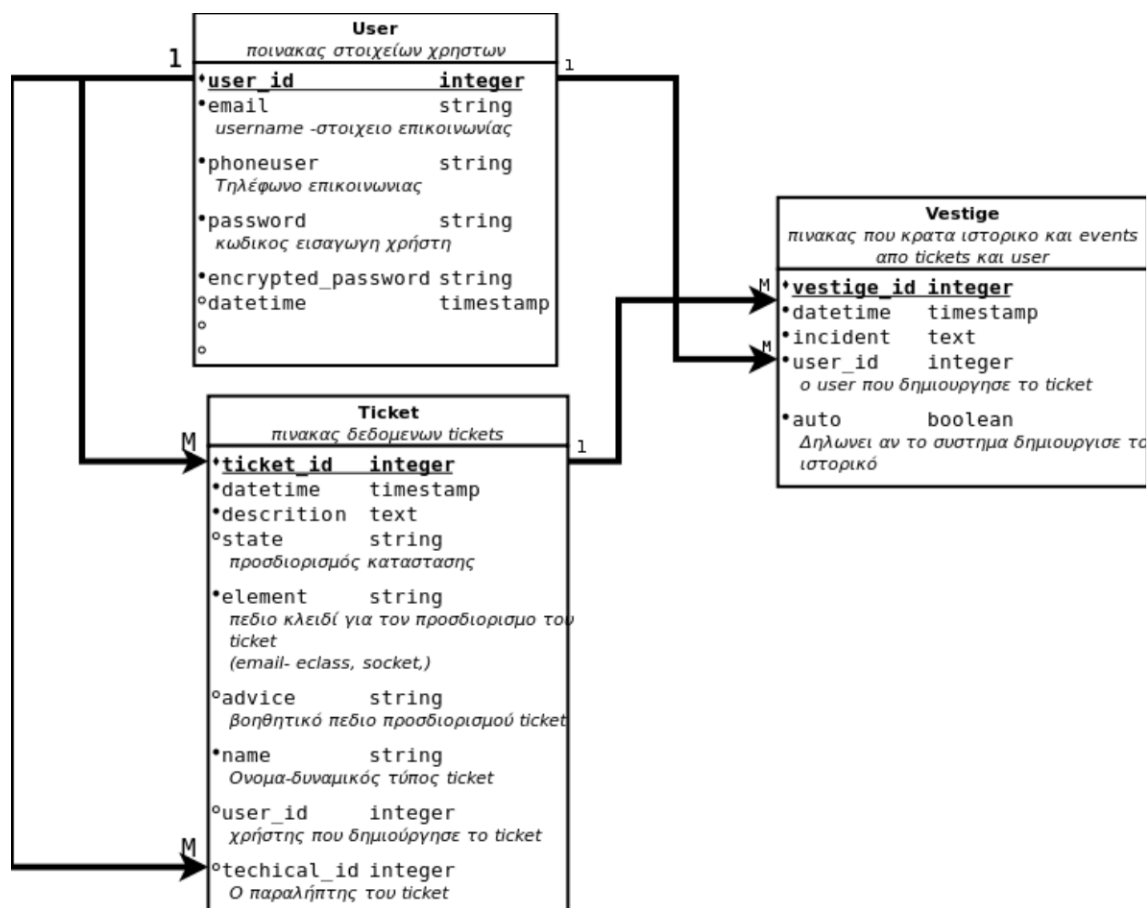 User
ποινακας στοιχείων χρηστων
1
1
user_id integer
email string
username -στοιχειο επικοινωνίας
phoneuser string
Τηλέφωνο επικοινωνιας
password string
κωδικος εισαγωγη χρήστη
encrypted_password string
datetime timestamp
Vestige
πινακας που κρατα ιστορικο και events
απο tickets και user
M
vestige_id integer
datetime timestamp
incident text
M
user_id integer
ο user που δημιουργησε το ticket
auto boolean
Δηλωνει αν το συστημα δημιουργισε το
ιστορικό
Ticket
πινακας δεδομενων tickets
M
1
ticket_id integer
datetime timestamp
descrition text
state string
προσδιορισμός καταστασης
element string
πεδιο κλειδί για τον προσδιορισμο του
ticket
(email- eclass, socket,)
advice string
βοηθητικό πεδιο προσδιορισμού ticket
name string
Ονομα-δυναμικός τύπος ticket
user_id integer
χρήστης που δημιούργησε το ticket
M
techical_id integer
Ο παραλήπτης του ticket